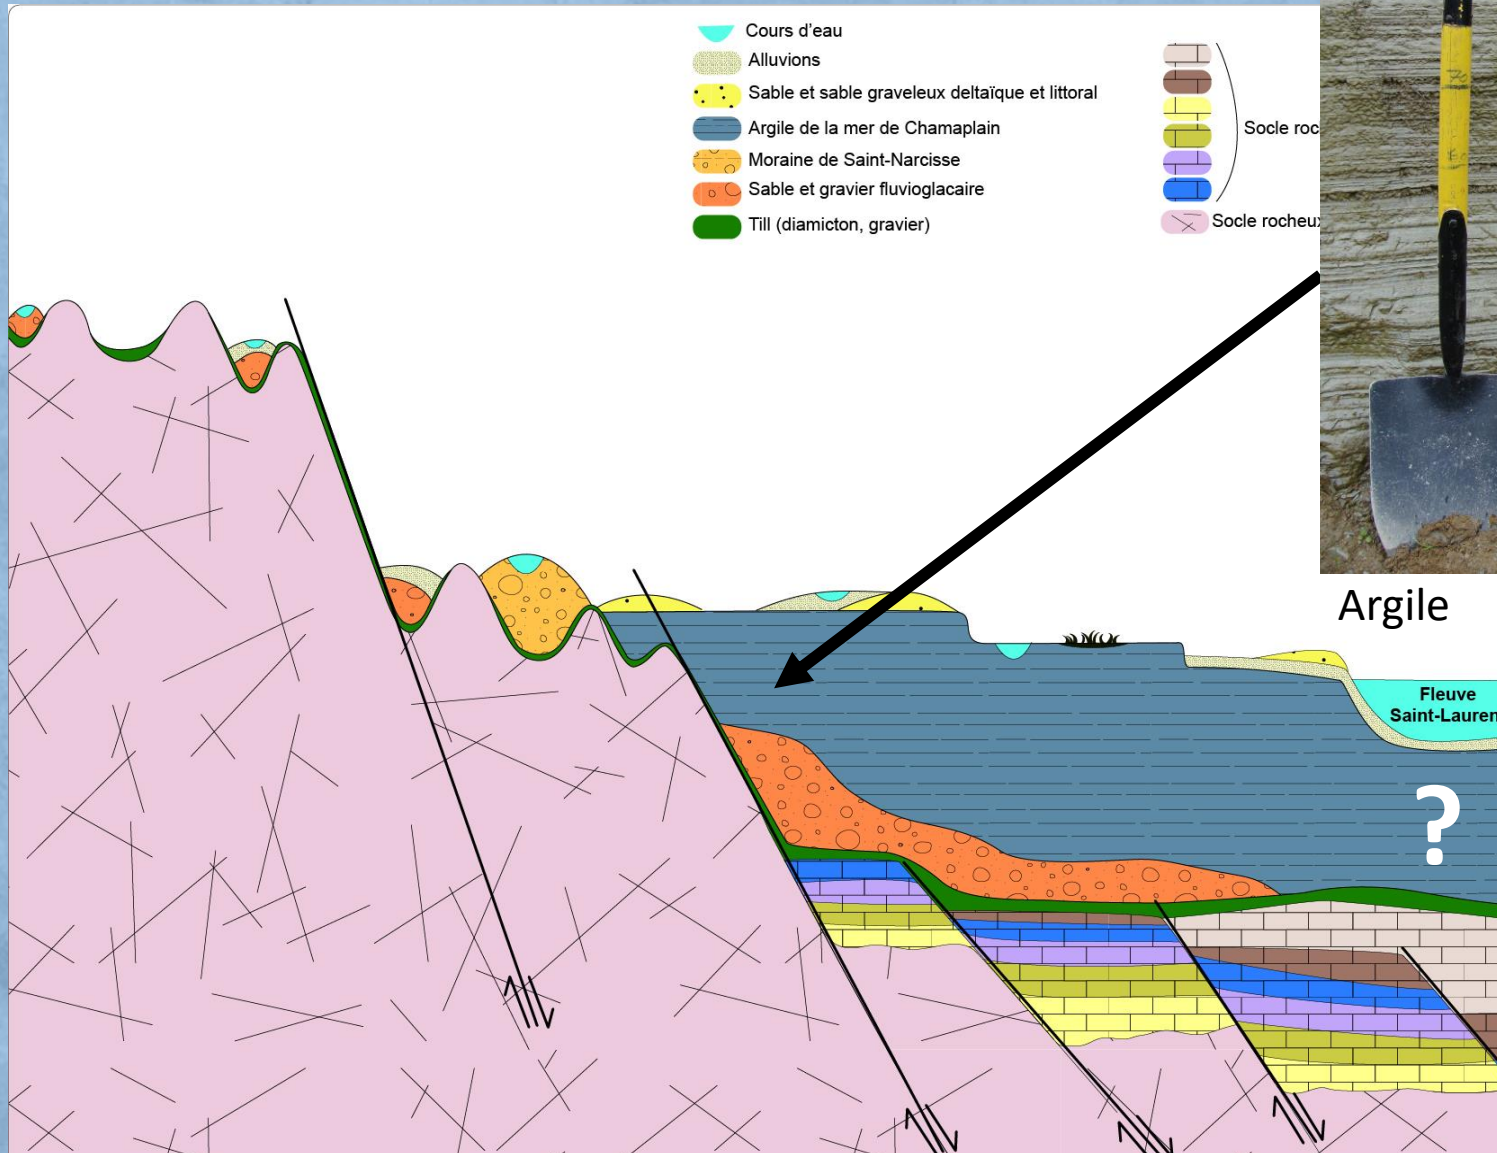 Cours d'eau
Alluvions
Sable et sable graveleux deltaïque et littoral
Argile de la mer de Chamaplain
Moraine de Saint-Narcisse
Sable et gravier fluvioglacaire
Till (diamicton, gravier)
Socle roc
Socle rocheux
Argile
Fleuve
Saint-Lauren
?